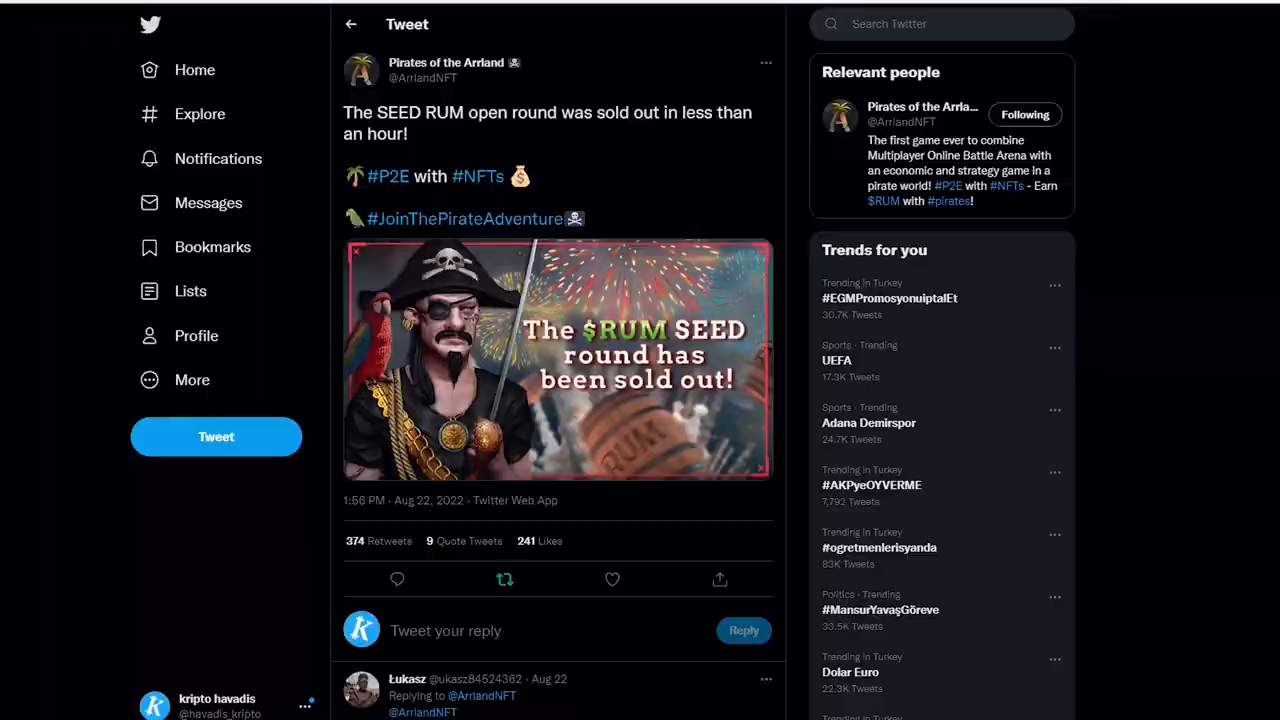 Home
Explore
Notifications
Messages
Bookmarks
Lists
Profile
More
Tweet
kripto havadis
@havadis_kripto
Tweet
Pirates of the Arrland
@ArrlandNFT
The SEED RUM open round was sold out in less than
an hour!
#P2E with #NFTs
#JoinThePirateAdventure
The $RUM SEED
round has
been sold out!
RUM
1:56 PM · Aug 22, 2022 · Twitter Web App
374 Retweets 9 Quote Tweets 241 Likes
Tweet your reply
Reply
Łukasz @ukasz84524362 · Aug 22
Replying to @ArrlandNFT
@ArrlandNFT
Search Twitter
Relevant people
Pirates of the Arrla...
@ArrlandNFT
Following
The first game ever to combine
Multiplayer Online Battle Arena with
an economic and strategy game in a
pirate world! #P2E with #NFTs - Earn
$RUM with #pirates!
Trends for you
Trending in Turkey
#EGMPromosyonuiptalEt
30.7K Tweets
Sports · Trending
UEFA
17.3K Tweets
Sports · Trending
Adana Demirspor
24.7K Tweets
Trending in Turkey
#AKPyeOYVERME
7,792 Tweets
Trending in Turkey
#ogretmenlerisyanda
83K Tweets
Politics · Trending
#MansurYavaşGöreve
33.5K Tweets
Trending in Turkey
Dolar Euro
22.3K Tweets